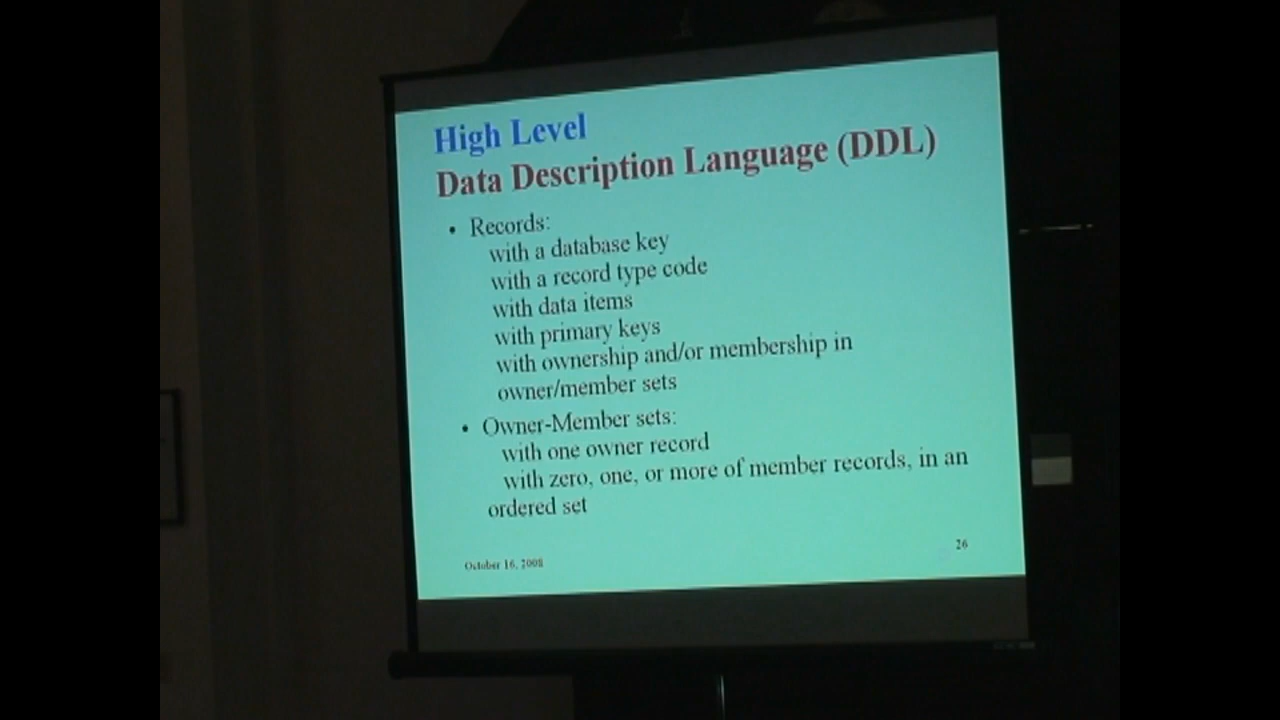 High Level
Data Description Language (DDL)
• Records:
with a database key
with a record type code
with data items
with primary keys
with ownership and/or membership in
owner/member sets
• Owner-Member sets:
with one owner record
with zero, one, or more of member records, in an
ordered set
October 16, 2008
26